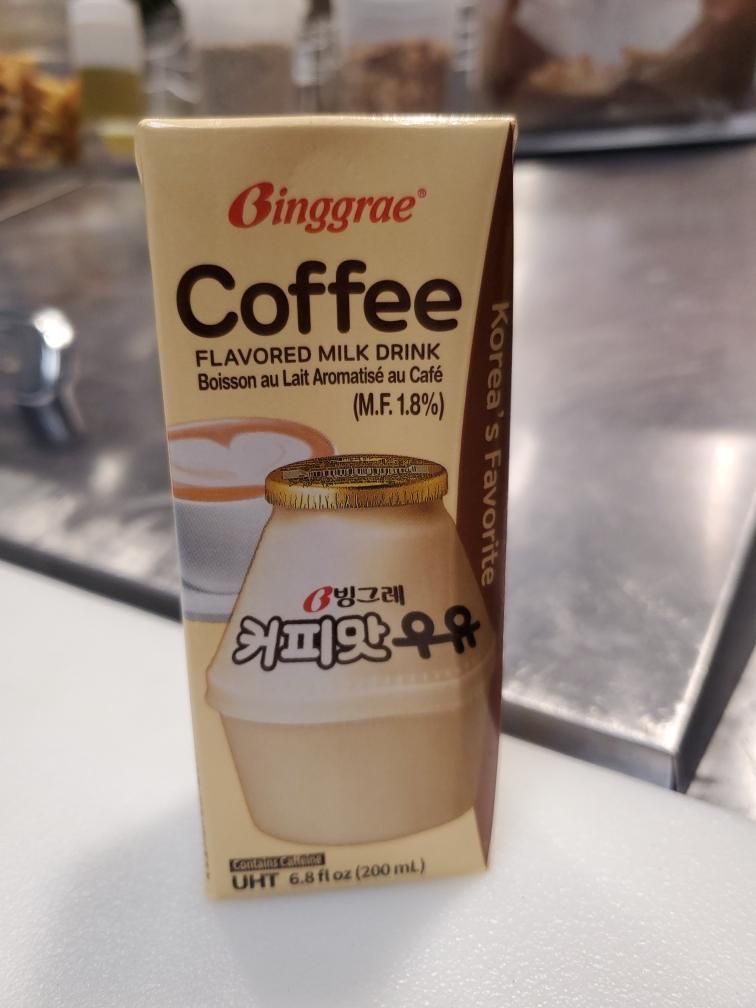 Binggrae®
Coffee
FLAVORED MILK DRINK
Boisson au Lait Aromatisé au Café
(M.F. 1.8%)
Korea's Favorite
빙그레
커피맛우유
Contains Caffeine
UHT 6.8 fl oz (200 mL)